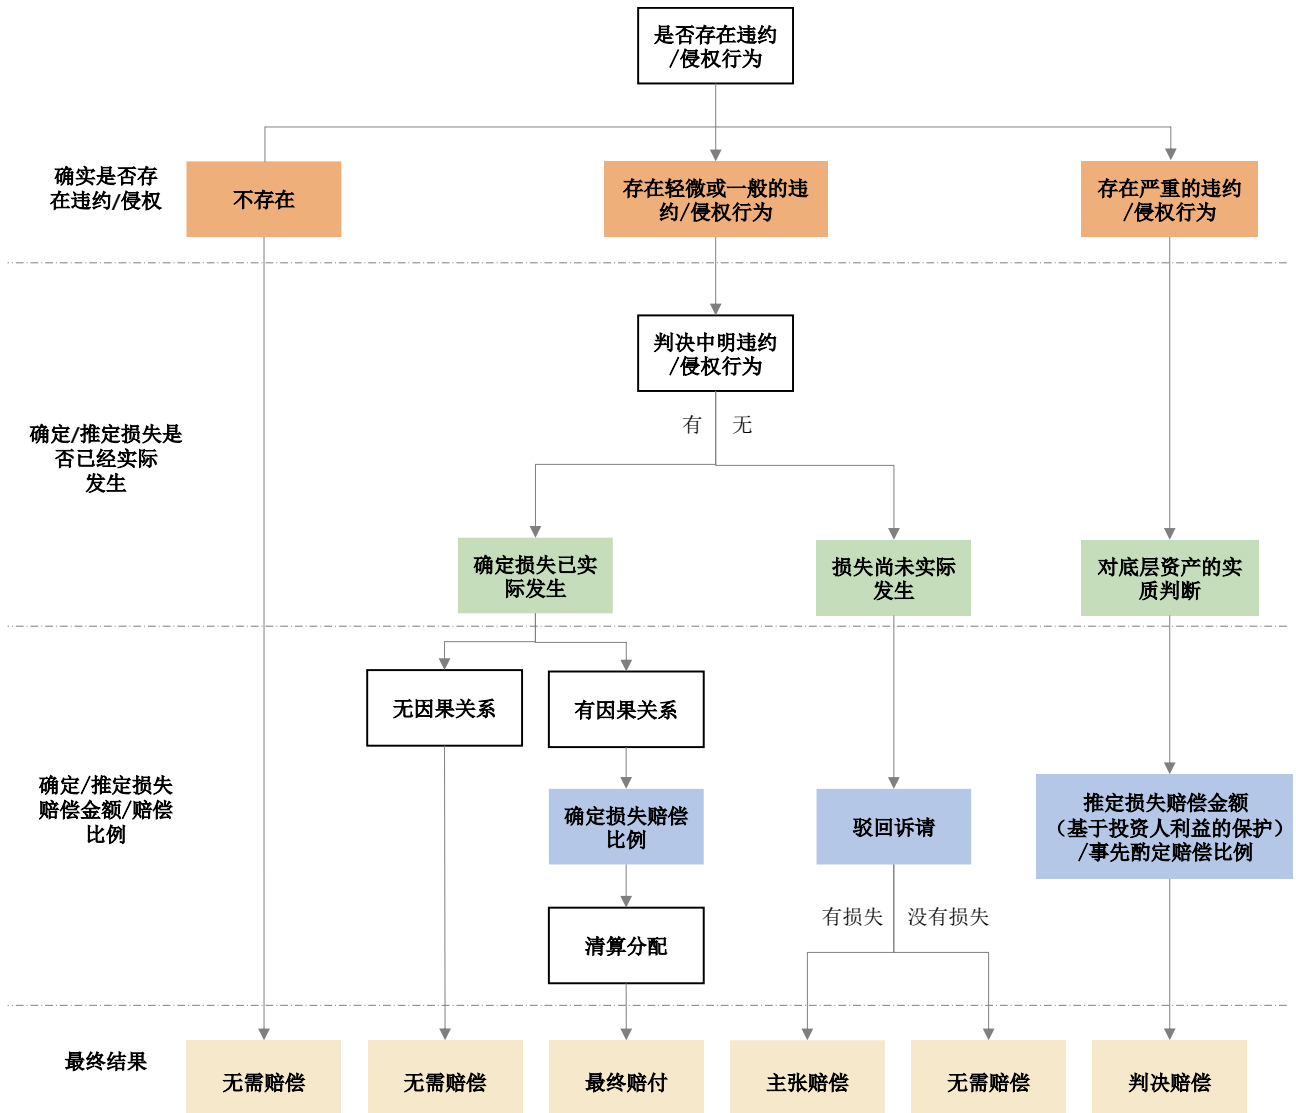 是否存在违约
/侵权行为
确实是否存
在违约/侵权
不存在
存在轻微或一般的违
约/侵权行为
存在严重的违约
/侵权行为
判决中明违约
/侵权行为
有
无
确定/推定损失是
否已经实际
发生
确定损失已实
际发生
损失尚未实际
发生
对底层资产的实
质判断
无因果关系
有因果关系
确定/推定损失
赔偿金额/赔偿
比例
确定损失赔偿
比例
驳回诉请
推定损失赔偿金额
（基于投资人利益的保护）
/事先酌定赔偿比例
有损失
没有损失
清算分配
最终结果
无需赔偿
无需赔偿
最终赔付
主张赔偿
无需赔偿
判决赔偿